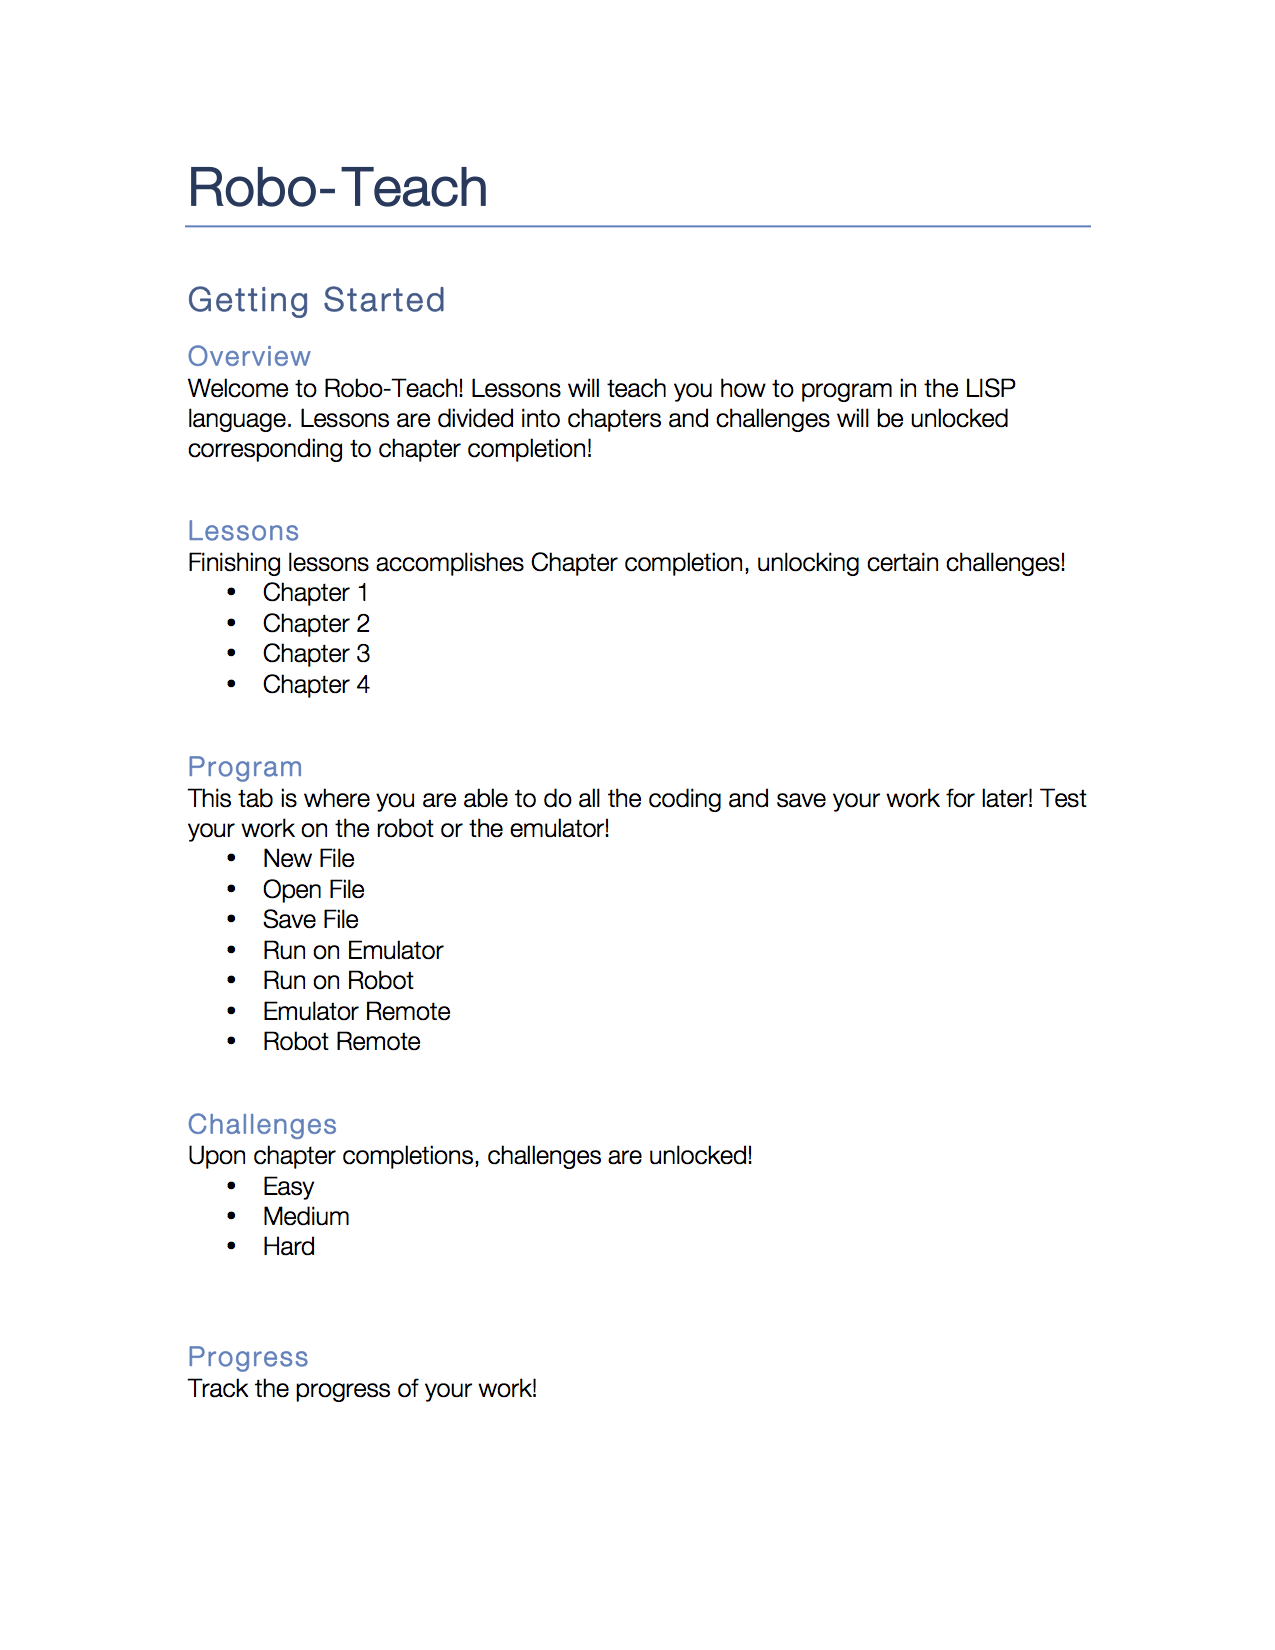 Robo-Teach
Getting Started
Overview
Welcome to Robo-Teach! Lessons will teach you how to program in the LISP
language. Lessons are divided into chapters and challenges will be unlocked
corresponding to chapter completion!
Lessons
Finishing lessons accomplishes Chapter completion, unlocking certain challenges!
• Chapter 1
• Chapter 2
• Chapter 3
• Chapter 4
Program
This tab is where you are able to do all the coding and save your work for later! Test
your work on the robot or the emulator!
• New File
• Open File
• Save File
• Run on Emulator
• Run on Robot
• Emulator Remote
• Robot Remote
Challenges
Upon chapter completions, challenges are unlocked!
• Easy
• Medium
• Hard
Progress
Track the progress of your work!